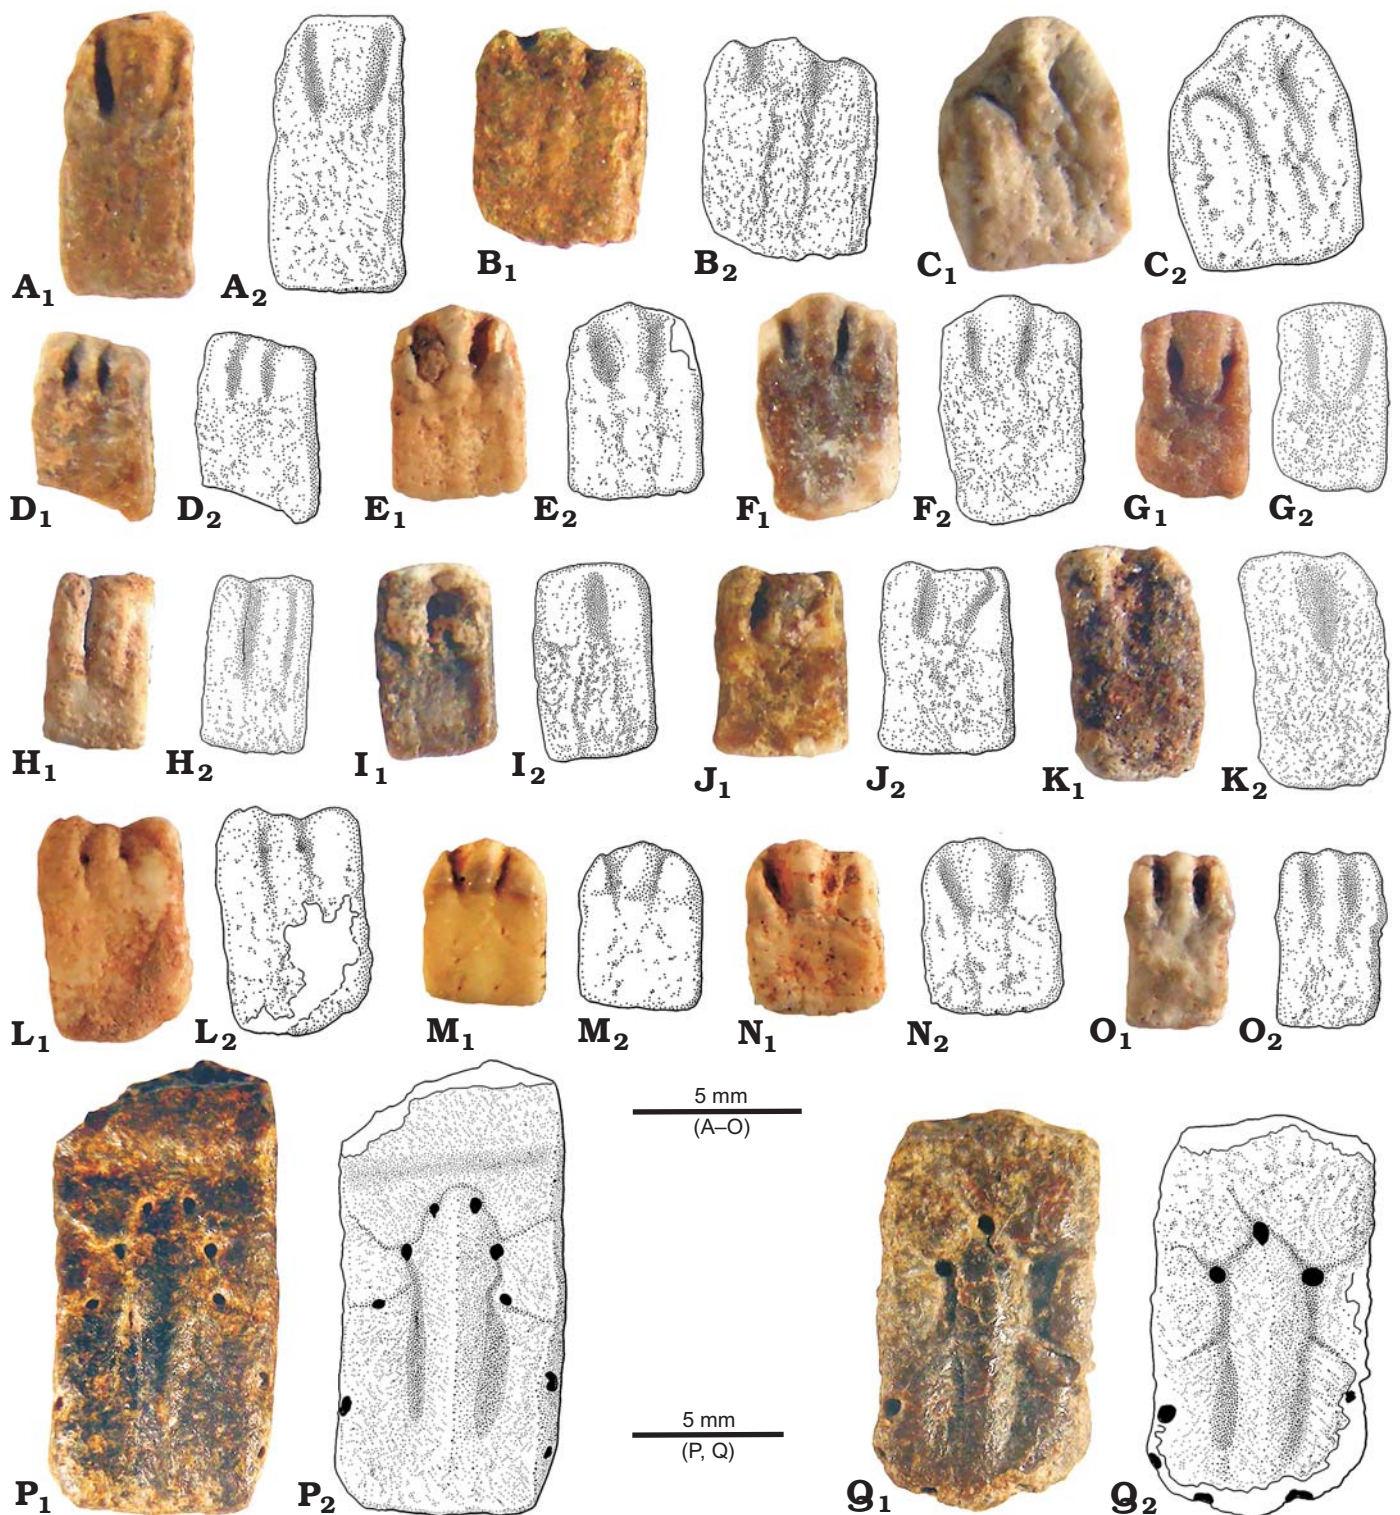 A1 A2 B1 B2 C1 C2
D1 D2 E1 E2 F1 F2 G1 G2
H1 H2 I1 I2 J1 J2 K1 K2
L1 L2 M1 M2 N1 N2 O1 O2
5 mm
(A–O)
5 mm
(P, Q)
P1 P2 Q1 Q2